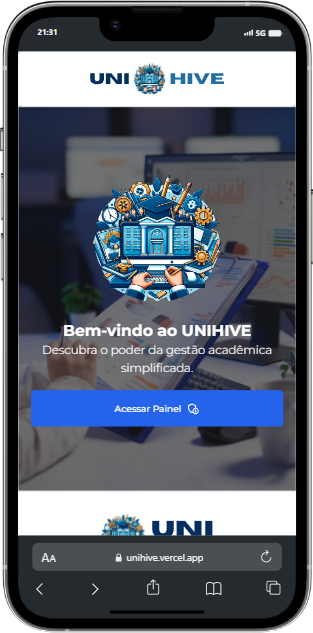 21:31
5G
UNI HIVE
Bem-vindo ao UNIHIVE
Descubra o poder da gestão acadêmica
simplificada.
Acessar Painel
UNI
AA
unihive.vercel.app